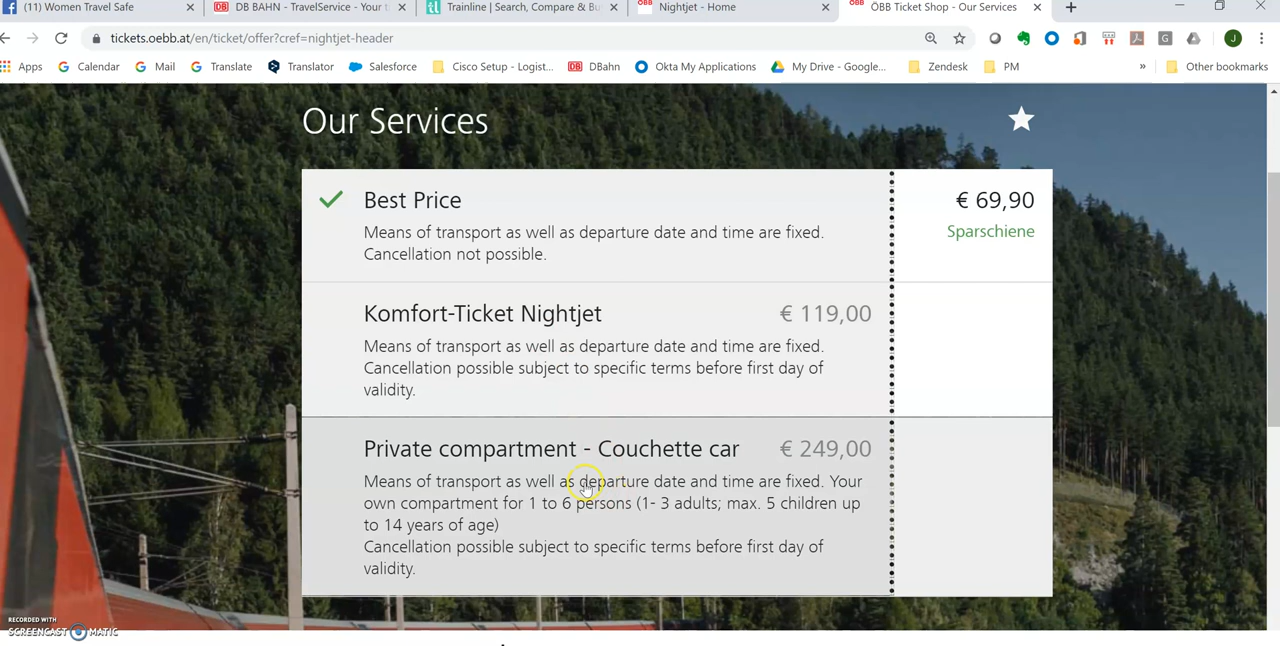 (11) Women Travel Safe
DB BAHN - TravelService - Your t
Trainline | Search, Compare & Bu
ÖBB
Nightjet - Home
ÖBB
ÖBB Ticket Shop - Our Services
tickets.oebb.at/en/ticket/offer?cref=nightjet-header
J
Apps
Calendar
Mail
Translate
Translator
Salesforce
Cisco Setup - Logist...
DB
DBahn
Okta My Applications
My Drive - Google...
Zendesk
PM
»
Other bookmarks
Our Services
Best Price
€ 69,90
Means of transport as well as departure date and time are fixed.
Sparschiene
Cancellation not possible.
Komfort-Ticket Nightjet
€ 119,00
Means of transport as well as departure date and time are fixed.
Cancellation possible subject to specific terms before first day of
validity.
Private compartment - Couchette car
€ 249,00
Means of transport as well as departure date and time are fixed. Your
own compartment for 1 to 6 persons (1- 3 adults; max. 5 children up
to 14 years of age)
Cancellation possible subject to specific terms before first day of
validity.
RECORDED WITH
SCREENCAST MATIC